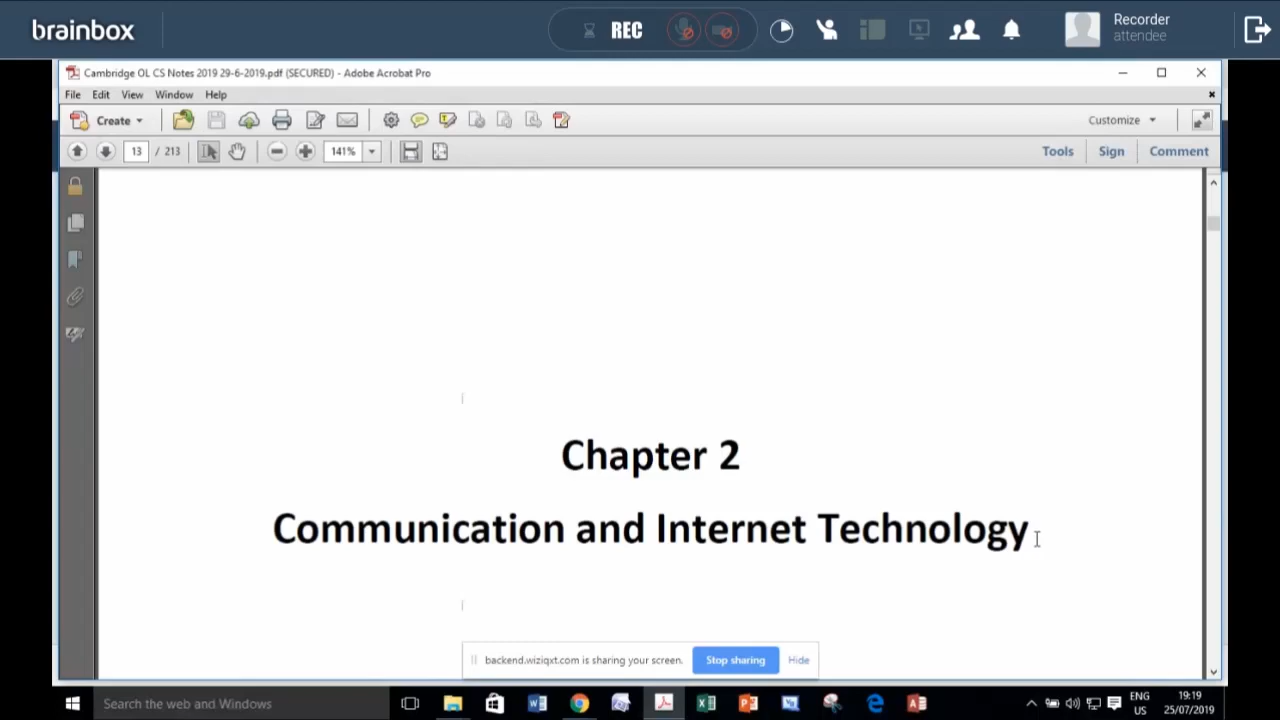 brainbox
REC
Recorder
attendee
Cambridge OL CS Notes 2019 29-6-2019.pdf (SECURED) - Adobe Acrobat Pro
File Edit View Window Help
Create
Customize
13 / 213
141%
Tools Sign Comment
Chapter 2
Communication and Internet Technology
backend.wiziqxt.com is sharing your screen.
Stop sharing
Hide
Search the web and Windows
ENG
US
19:19
25/07/2019